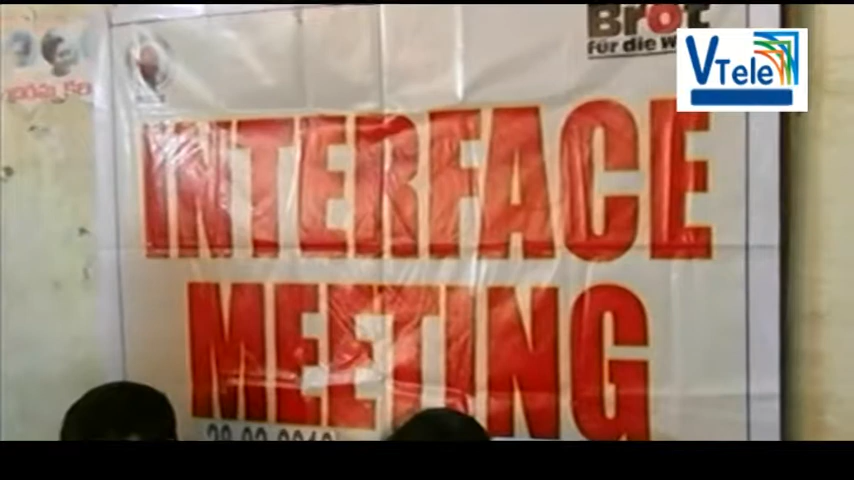 Brot
Für die
VTele
INTERFACE
MEETING